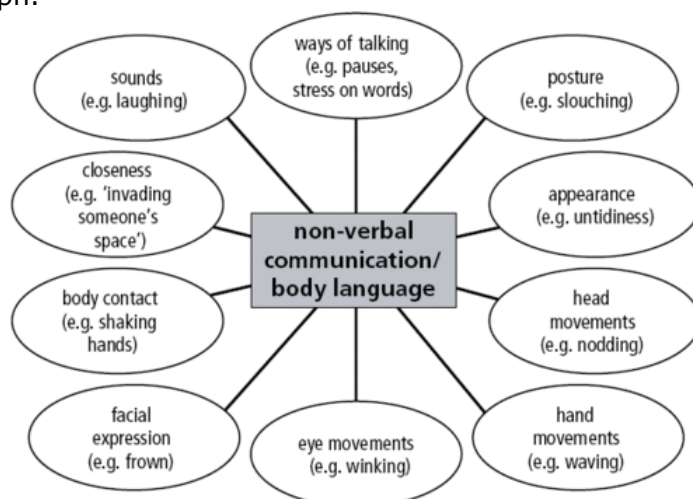 ways of talking
(e.g. pauses,
stress on words)
sounds
(e.g. laughing)
posture
(e.g. slouching)
closeness
(e.g. 'invading
someone's
space')
appearance
(e.g. untidiness)
non-verbal
communication/
body language
body contact
(e.g. shaking
hands)
head
movements
(e.g. nodding)
facial
expression
(e.g. frown)
eye movements
(e.g. winking)
hand
movements
(e.g. waving)